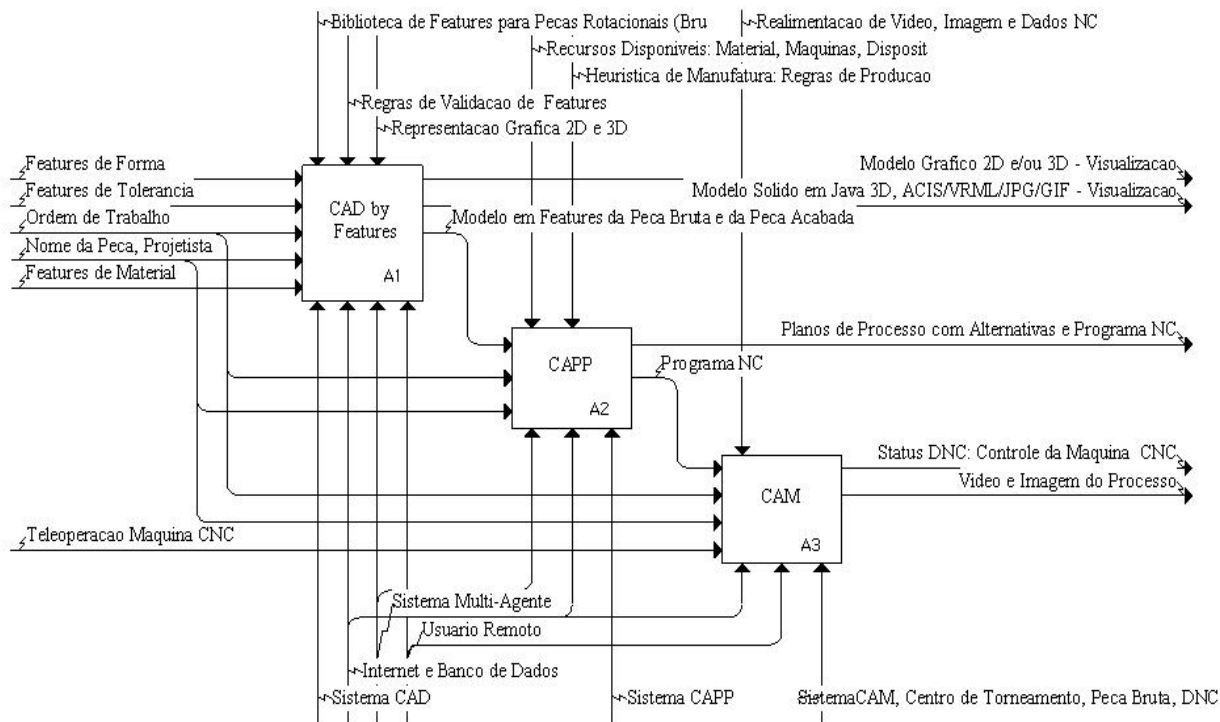 Biblioteca de Features para Pecas Rotacionais (Bru
Realimentacao de Video, Imagem e Dados NC
Recursos Disponiveis: Material, Maquinas, Disposit
Heuristica de Manufatura: Regras de Producao
Regras de Validacao de Features
Representacao Grafica 2D e 3D
Features de Forma
Modelo Grafico 2D e/ou 3D - Visualizacao
Features de Tolerancia
Modelo Solido em Java 3D, ACIS/VRML/JPG/GIF - Visualizacao
Ordem de Trabalho
CAD by
Features
A1
Modelo em Features da Peca Bruta e da Peca Acabada
Nome da Peca, Projetista
Features de Material
Planos de Processo com Alternativas e Programa NC
CAPP
A2
Programa NC
Status DNC: Controle da Maquina CNC
Video e Imagem do Processo
CAM
A3
Teleoperacao Maquina CNC
Sistema Multi-Agente
Usuario Remoto
Internet e Banco de Dados
Sistema CAD
Sistema CAPP
SistemaCAM, Centro de Torneamento, Peca Bruta, DNC